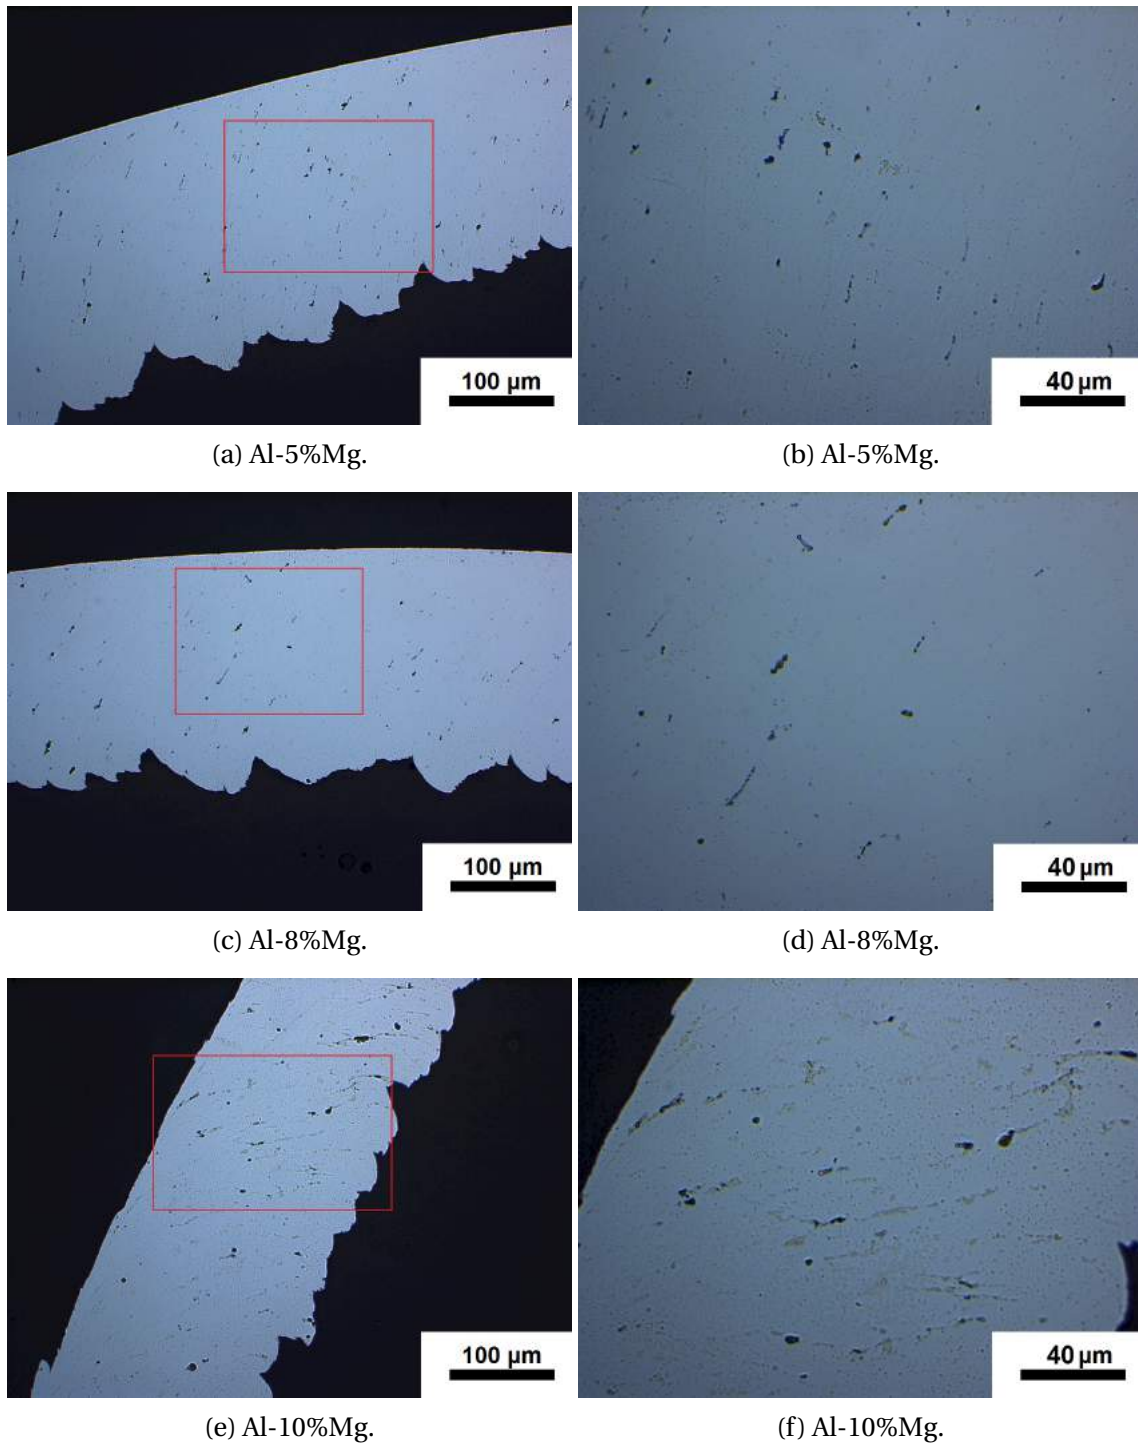 100 µm
40 µm
(a) Al-5%Mg.
(b) Al-5%Mg.
100 µm
40 µm
(c) Al-8%Mg.
(d) Al-8%Mg.
100 µm
40 µm
(e) Al-10%Mg.
(f) Al-10%Mg.